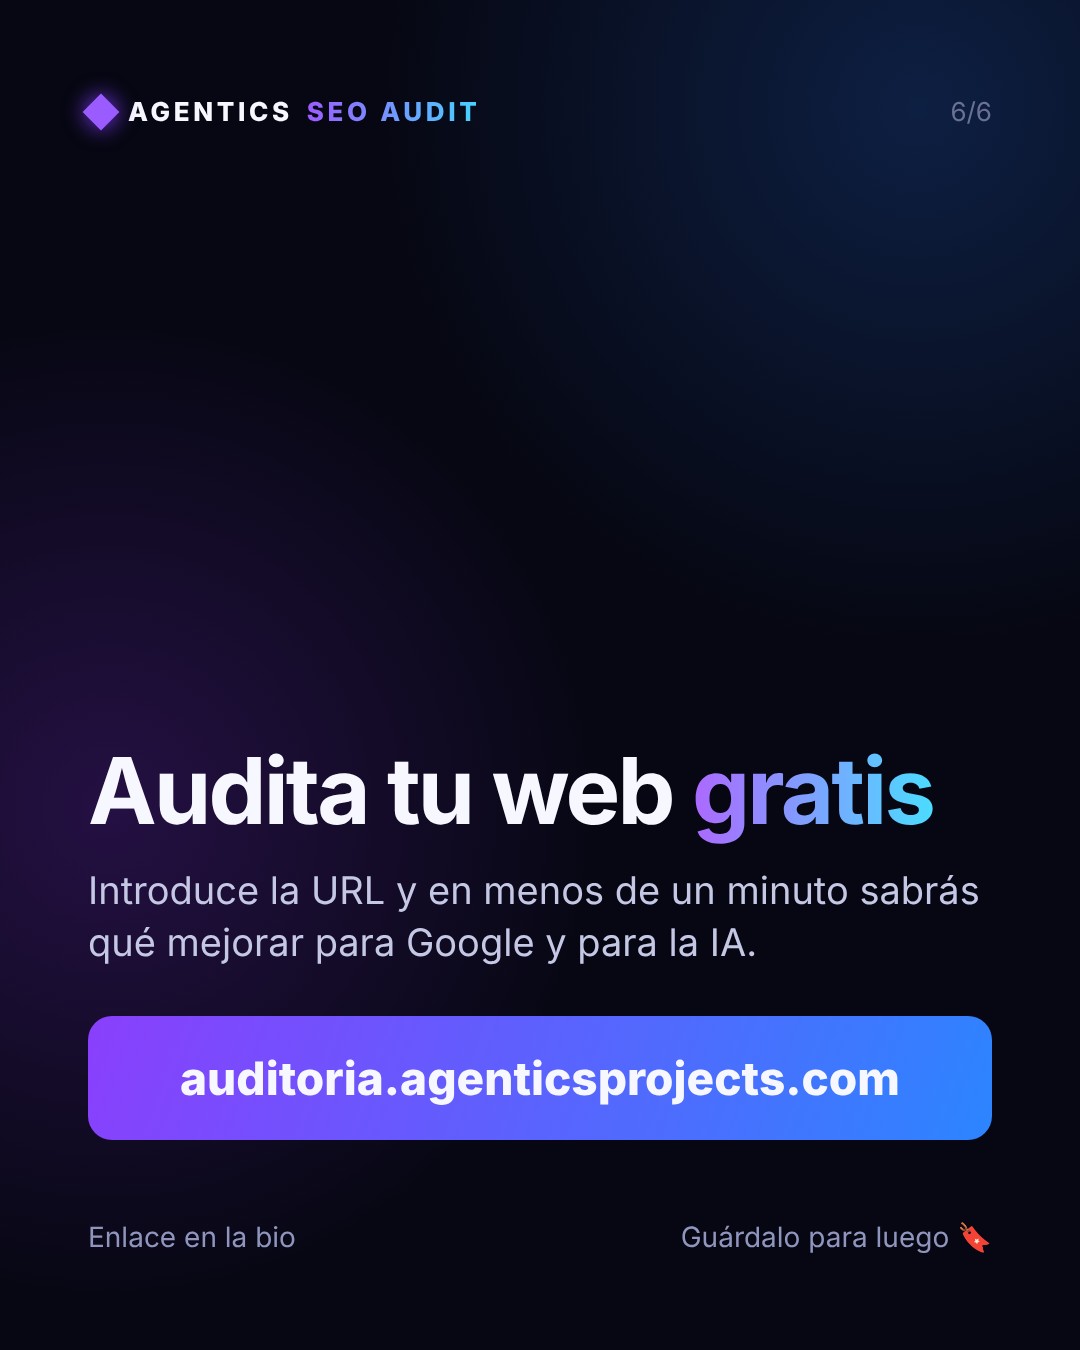 AGENTICS SEO AUDIT
6/6
Audita tu web gratis
Introduce la URL y en menos de un minuto sabrás
qué mejorar para Google y para la IA.
auditoria.agenticsprojects.com
Enlace en la bio
Guárdalo para luego 🔖